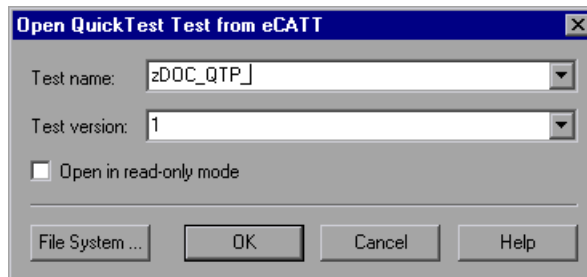 Open QuickTest Test from eCATT
Test name: zDOC_QTP_
Test version: 1
Open in read-only mode
File System ... OK Cancel Help